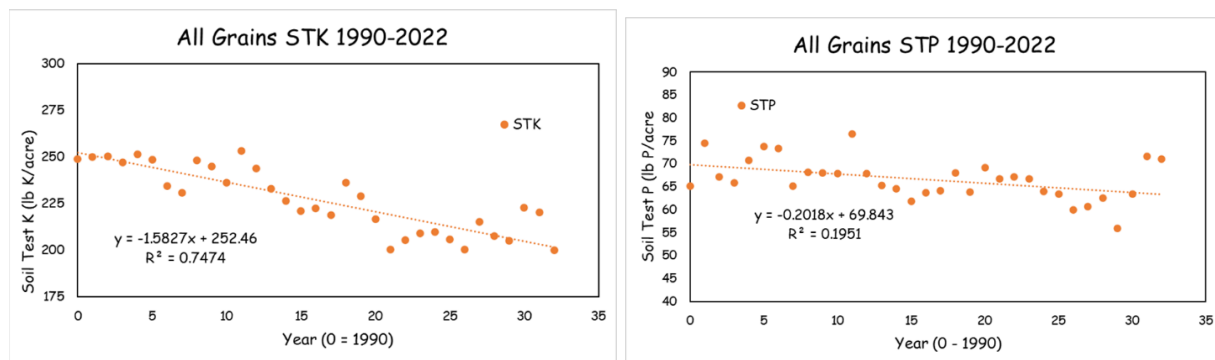 All Grains STK 1990-2022
300
275
250
225
200
175
Soil Test K (lb K/acre)
STK
y = -1.5827x + 252.46
R² = 0.7474
0 5 10 15 20 25 30 35
Year (0 = 1990)
All Grains STP 1990-2022
90
85
80
75
70
65
60
55
50
45
40
Soil Test P (lb P/acre
STP
y = -0.2018x + 69.843
R² = 0.1951
0 5 10 15 20 25 30 35
Year (0 - 1990)